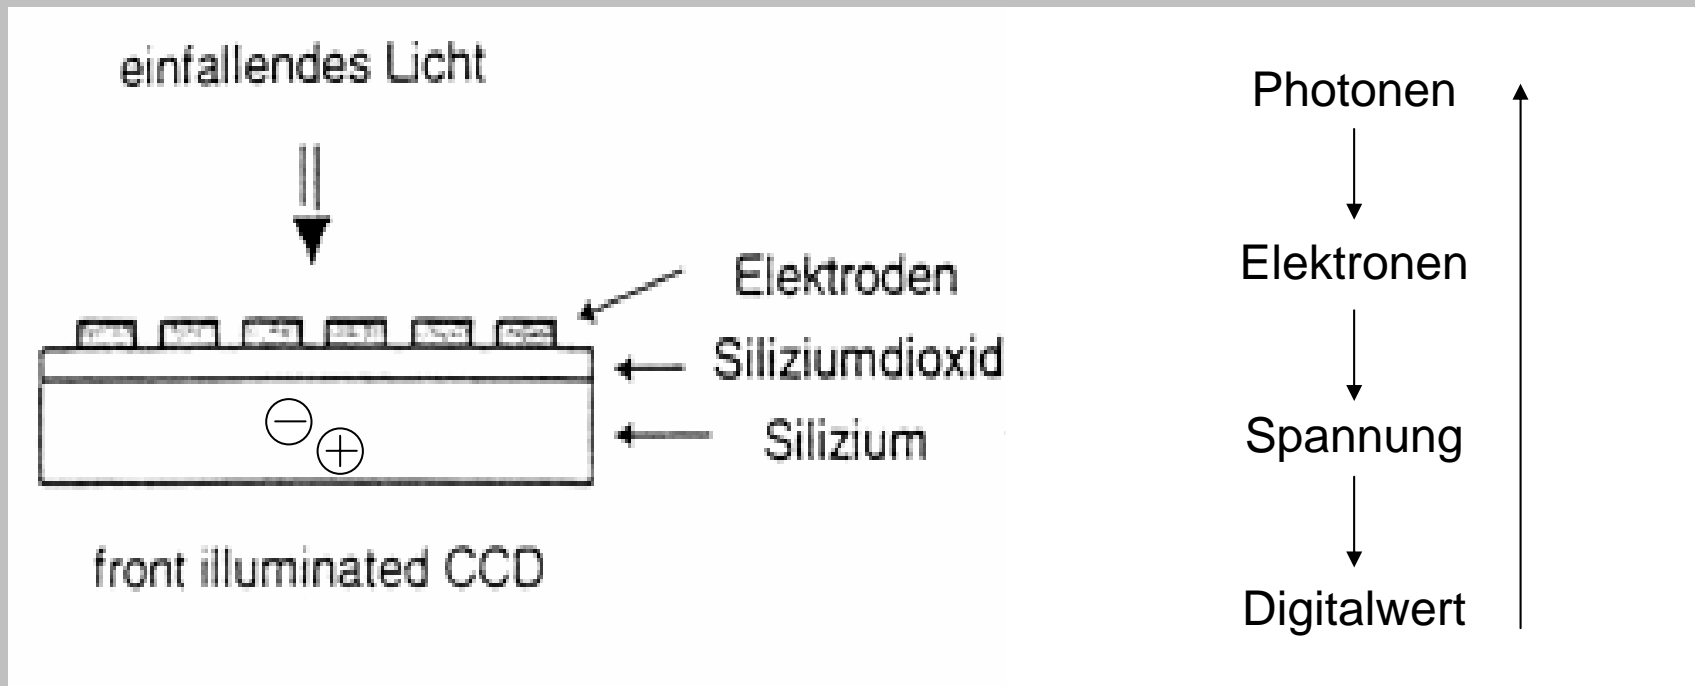 einfallendes Licht
Elektroden
Siliziumdioxid
Silizium
front illuminated CCD
Photonen
Elektronen
Spannung
Digitalwert